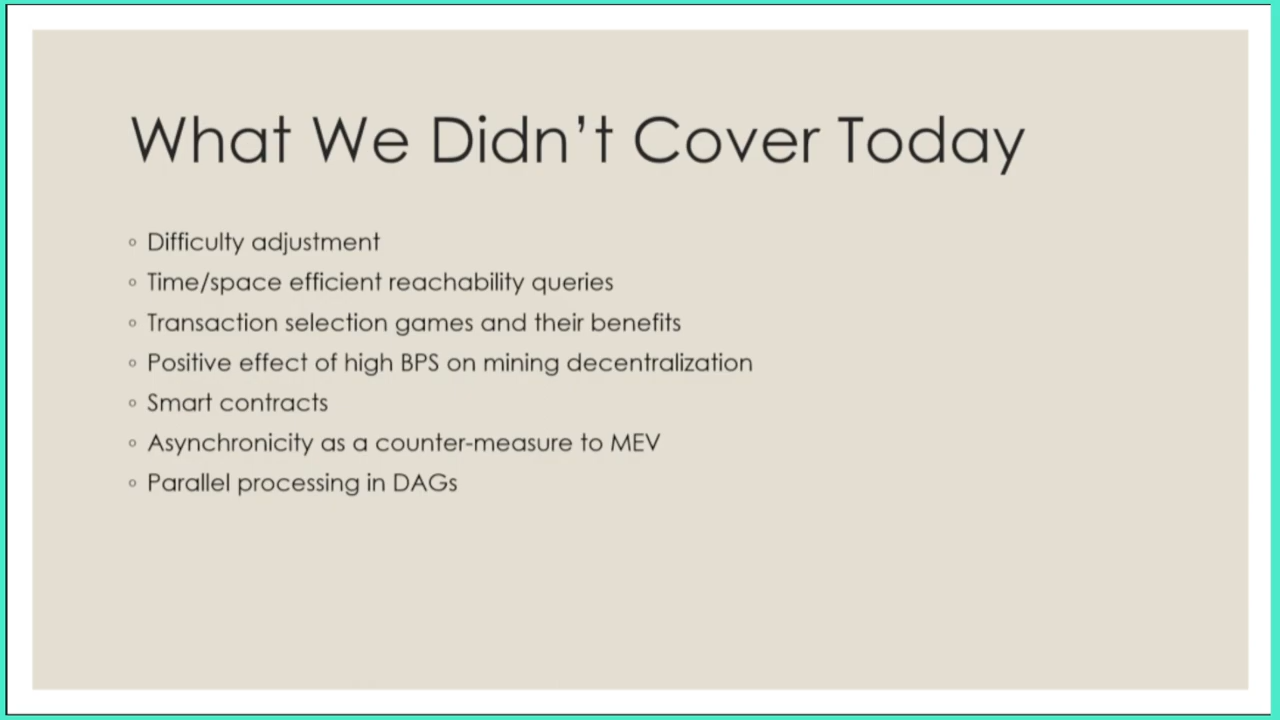 What We Didn’t Cover Today
◦ Difficulty adjustment
◦ Time/space efficient reachability queries
◦ Transaction selection games and their benefits
◦ Positive effect of high BPS on mining decentralization
◦ Smart contracts
◦ Asynchronicity as a counter-measure to MEV
◦ Parallel processing in DAGs